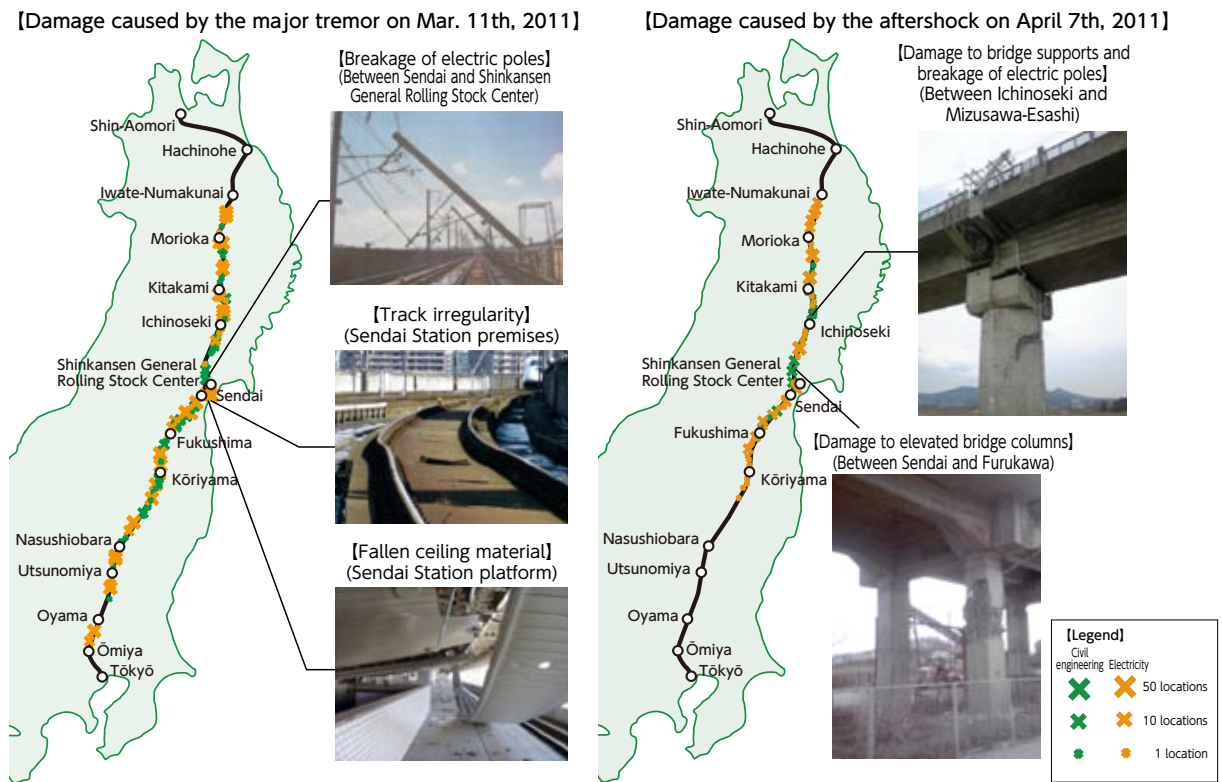 【Damage caused by the major tremor on Mar. 11th, 2011】
【Breakage of electric poles】
(Between Sendai and Shinkansen
General Rolling Stock Center)
Shin-Aomori
Hachinohe
Iwate-Numakunai
Morioka
Kitakami
Ichinoseki
Shinkansen General
Rolling Stock Center
Sendai
Fukushima
Kōriyama
Nasushiobara
Utsunomiya
Oyama
Ōmiya
Tōkyō
【Track irregularity】
(Sendai Station premises)
【Fallen ceiling material】
(Sendai Station platform)
【Damage caused by the aftershock on April 7th, 2011】
【Damage to bridge supports and
breakage of electric poles】
(Between Ichinoseki and
Mizusawa-Esashi)
Shin-Aomori
Hachinohe
Iwate-Numakunai
Morioka
Kitakami
Ichinoseki
Shinkansen General
Rolling Stock Center
Sendai
Fukushima
Kōriyama
Nasushiobara
Utsunomiya
Oyama
Ōmiya
Tōkyō
【Damage to elevated bridge columns】
(Between Sendai and Furukawa)
【Legend】
Civil
engineering
Electricity
50 locations
10 locations
1 location